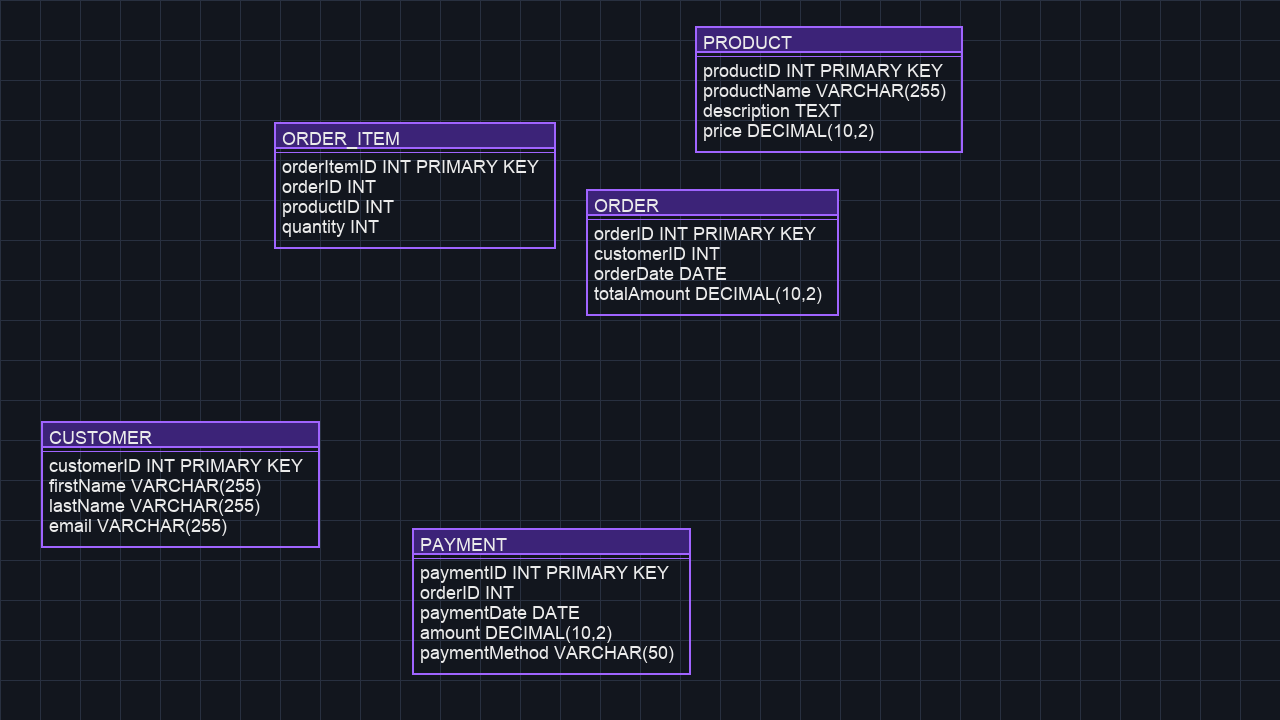 PRODUCT
productID INT PRIMARY KEY
productName VARCHAR(255)
description TEXT
price DECIMAL(10,2)
ORDER_ITEM
orderItemID INT PRIMARY KEY
orderID INT
productID INT
quantity INT
ORDER
orderID INT PRIMARY KEY
customerID INT
orderDate DATE
totalAmount DECIMAL(10,2)
CUSTOMER
customerID INT PRIMARY KEY
firstName VARCHAR(255)
lastName VARCHAR(255)
email VARCHAR(255)
PAYMENT
paymentID INT PRIMARY KEY
orderID INT
paymentDate DATE
amount DECIMAL(10,2)
paymentMethod VARCHAR(50)